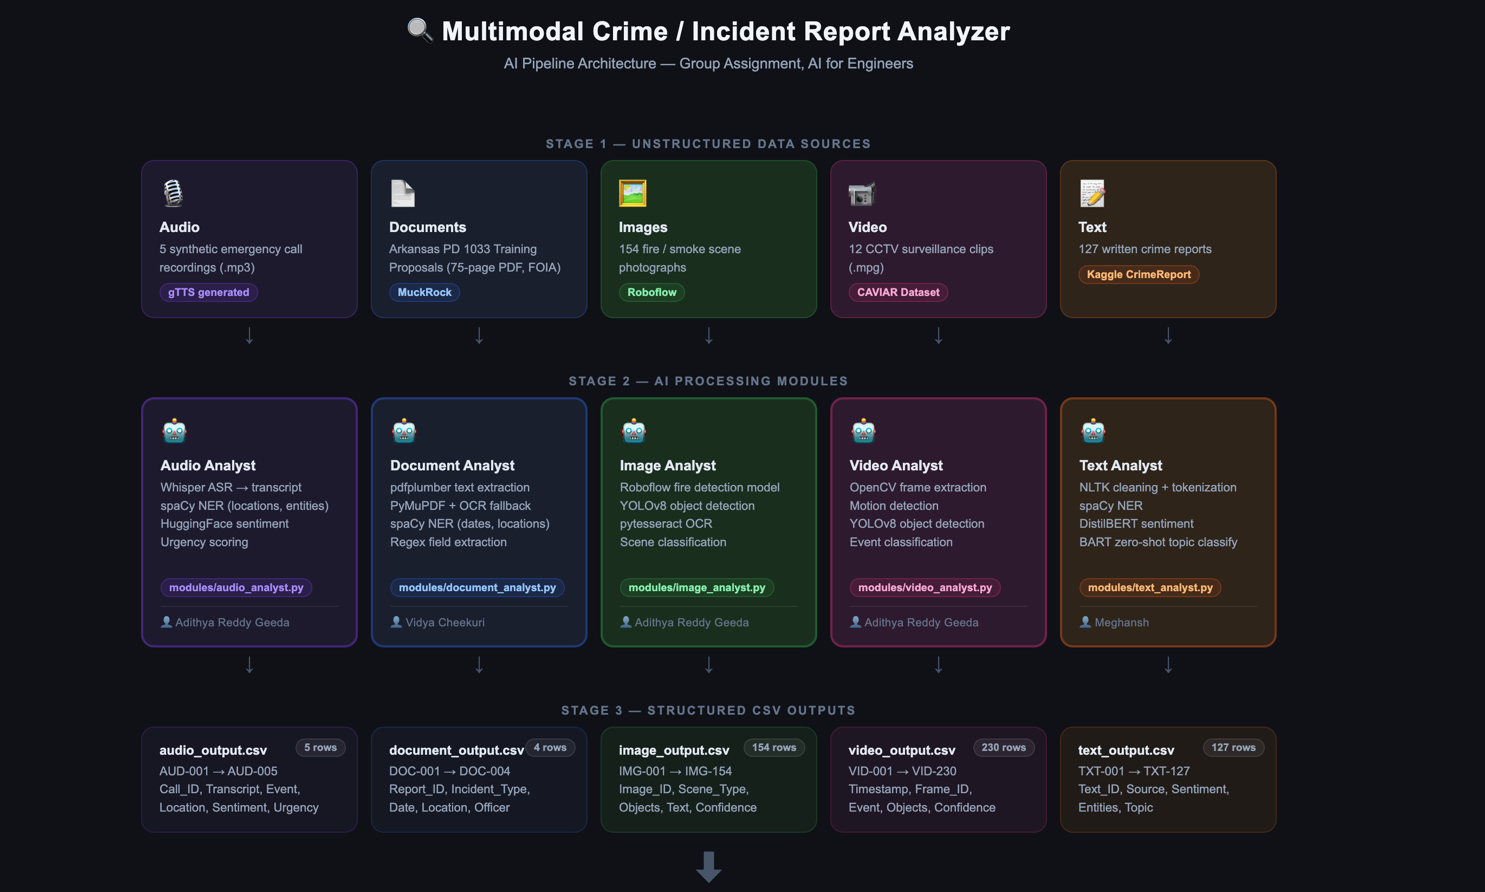 Multimodal Crime / Incident Report Analyzer
AI Pipeline Architecture — Group Assignment, AI for Engineers
STAGE 1 — UNSTRUCTURED DATA SOURCES
Audio
5 synthetic emergency call
recordings (.mp3)
gTTS generated
Documents
Arkansas PD 1033 Training
Proposals (75-page PDF, FOIA)
MuckRock
Images
154 fire / smoke scene
photographs
Roboflow
Video
12 CCTV surveillance clips
(.mpg)
CAVIAR Dataset
Text
127 written crime reports
Kaggle CrimeReport
↓ ↓ ↓ ↓ ↓
STAGE 2 — AI PROCESSING MODULES
Audio Analyst
Whisper ASR → transcript
spaCy NER (locations, entities)
HuggingFace sentiment
Urgency scoring
modules/audio_analyst.py
Adithya Reddy Geeda
Document Analyst
pdfplumber text extraction
PyMuPDF + OCR fallback
spaCy NER (dates, locations)
Regex field extraction
modules/document_analyst.py
Vidya Cheekuri
Image Analyst
Roboflow fire detection model
YOLOv8 object detection
pytesseract OCR
Scene classification
modules/image_analyst.py
Adithya Reddy Geeda
Video Analyst
OpenCV frame extraction
Motion detection
YOLOv8 object detection
Event classification
modules/video_analyst.py
Adithya Reddy Geeda
Text Analyst
NLTK cleaning + tokenization
spaCy NER
DistilBERT sentiment
BART zero-shot topic classify
modules/text_analyst.py
Meghansh
↓ ↓ ↓ ↓ ↓
STAGE 3 — STRUCTURED CSV OUTPUTS
audio_output.csv 5 rows
AUD-001 → AUD-005
Call_ID, Transcript, Event,
Location, Sentiment, Urgency
document_output.csv 4 rows
DOC-001 → DOC-004
Report_ID, Incident_Type,
Date, Location, Officer
image_output.csv 154 rows
IMG-001 → IMG-154
Image_ID, Scene_Type,
Objects, Text, Confidence
video_output.csv 230 rows
VID-001 → VID-230
Timestamp, Frame_ID,
Event, Objects, Confidence
text_output.csv 127 rows
TXT-001 → TXT-127
Text_ID, Source, Sentiment,
Entities, Topic